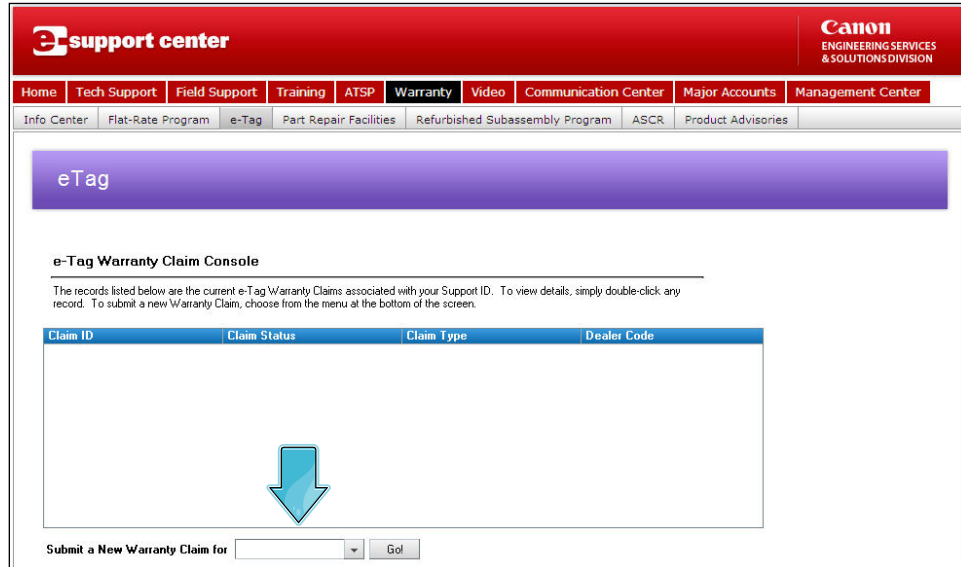 e-support center
Canon
ENGINEERING SERVICES
& SOLUTIONS DIVISION
Home Tech Support Field Support Training ATSP Warranty Video Communication Center Major Accounts Management Center
Info Center Flat-Rate Program e-Tag Part Repair Facilities Refurbished Subassembly Program ASCR Product Advisories
eTag
e-Tag Warranty Claim Console
The records listed below are the current e-Tag Warranty Claims associated with your Support ID. To view details, simply double-click any
record. To submit a new Warranty Claim, choose from the menu at the bottom of the screen.
Claim ID Claim Status Claim Type Dealer Code
Submit a New Warranty Claim for Go!